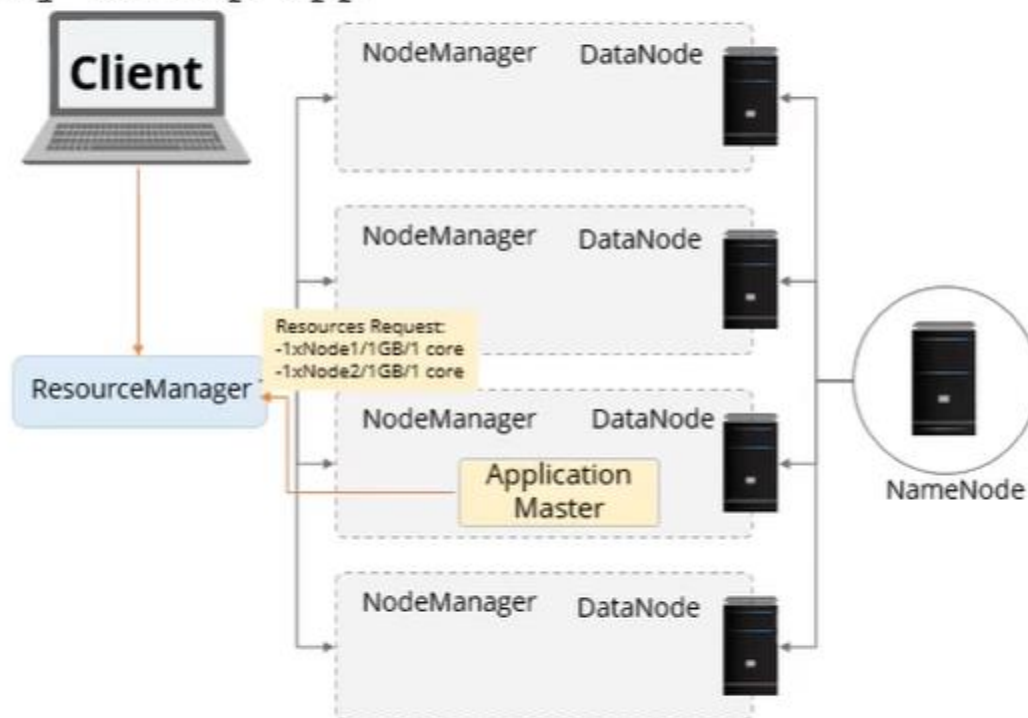 Client
NodeManager DataNode
NodeManager DataNode
Resources Request:
-1xNode1/1GB/1 core
-1xNode2/1GB/1 core
ResourceManager
NodeManager DataNode
Application
Master
NameNode
NodeManager DataNode